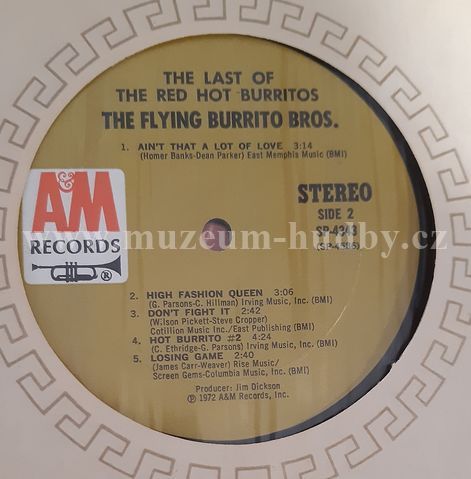 THE LAST OF
THE RED HOT BURRITOS
THE FLYING BURRITO BROS.
1. AIN'T THAT A LOT OF LOVE 3:14
(Homer Banks-Dean Parker) East Memphis Music (BMI)
A&M
RECORDS
®
STEREO
SIDE 2
SP-4343
www.muzeum-hudby.cz
2. HIGH FASHION QUEEN 3:06
(G. Parsons-C. Hillman) Irving Music, Inc. (BMI)
3. DON'T FIGHT IT 2:42
(Wilson Pickett-Steve Cropper)
Cotillion Music Inc./East Publishing (BMI)
4. HOT BURRITO #2 4:24
(C. Ethridge-G. Parsons) Irving Music, Inc. (BMI)
5. LOSING GAME 2:40
(James Carr-Weaver) Rise Music/
Screen Gems-Columbia Music, Inc. (BMI)
Producer: Jim Dickson
℗ 1972 A&M Records, Inc.